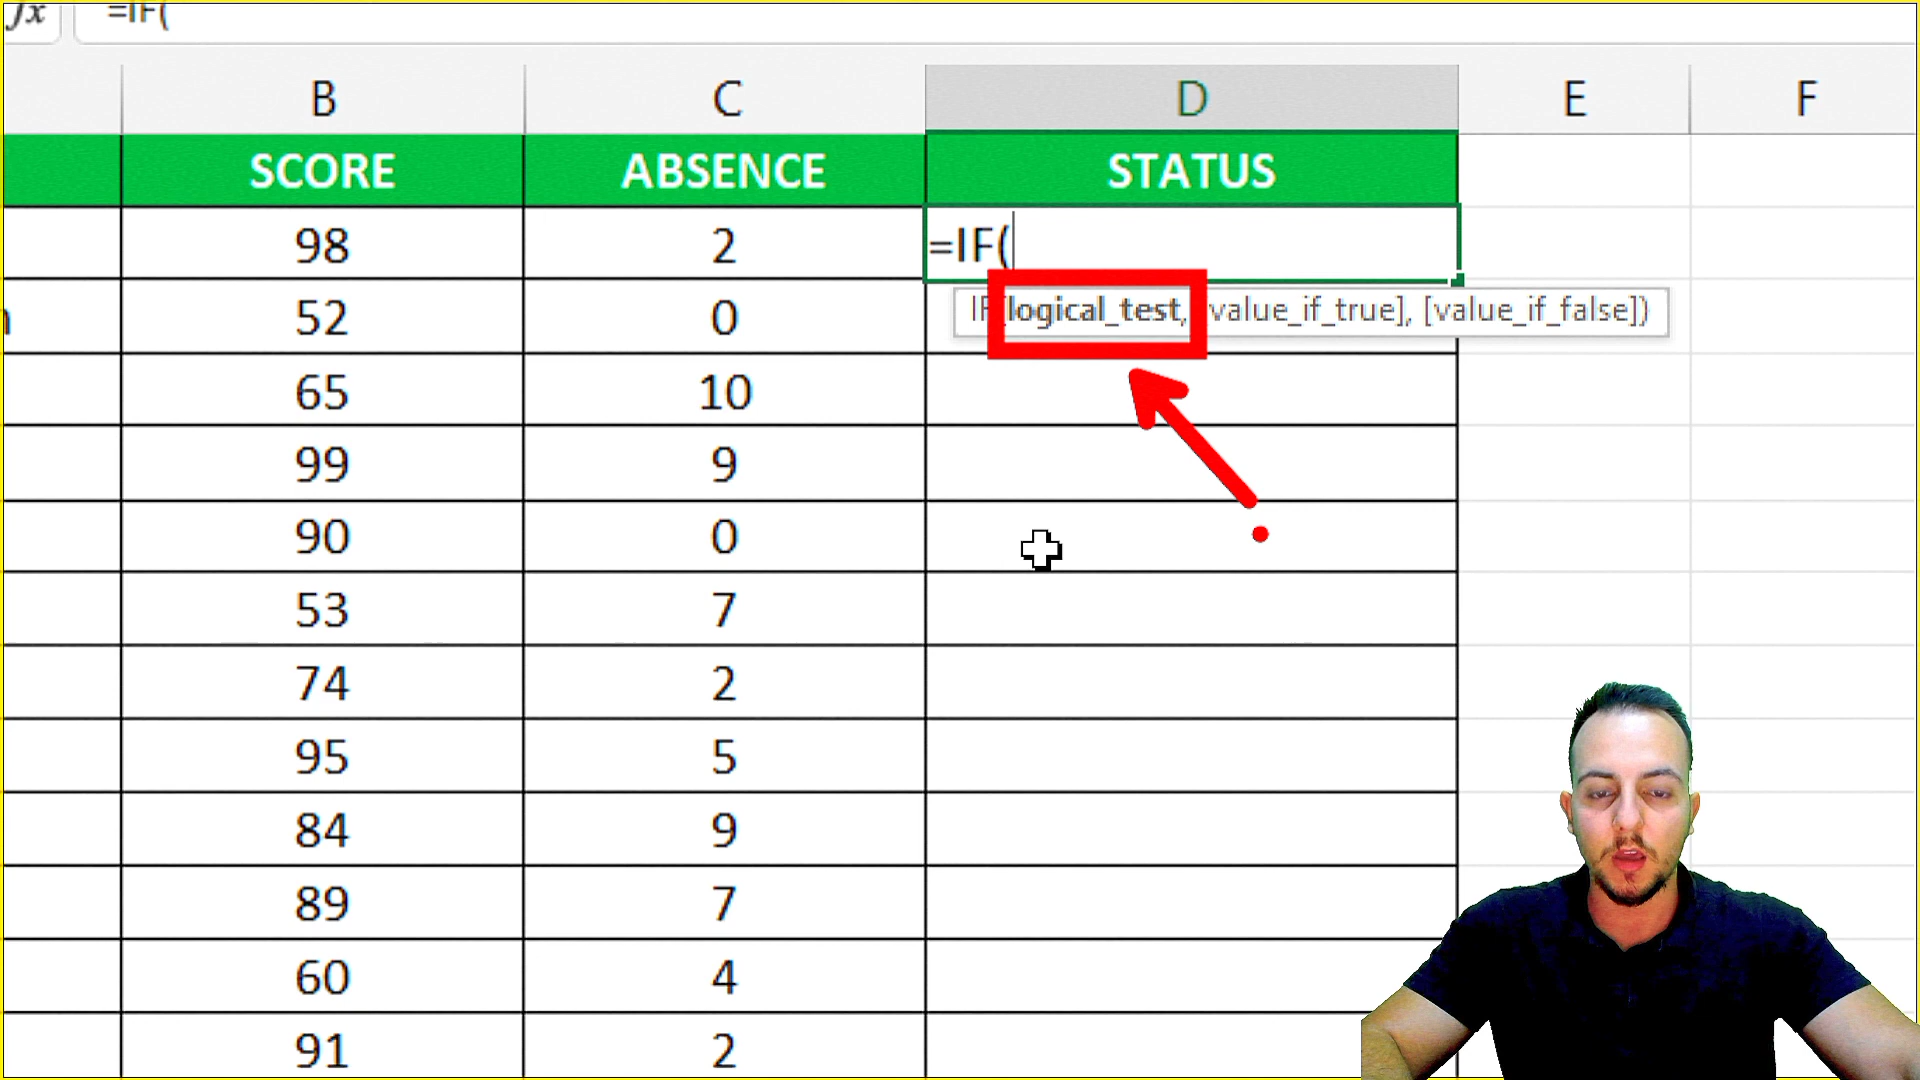 fx =IF(
B C D E F
SCORE ABSENCE STATUS
98 2 =IF(
IF(logical_test, value_if_true], [value_if_false])
52 0
65 10
99 9
90 0
53 7
74 2
95 5
84 9
89 7
60 4
91 2